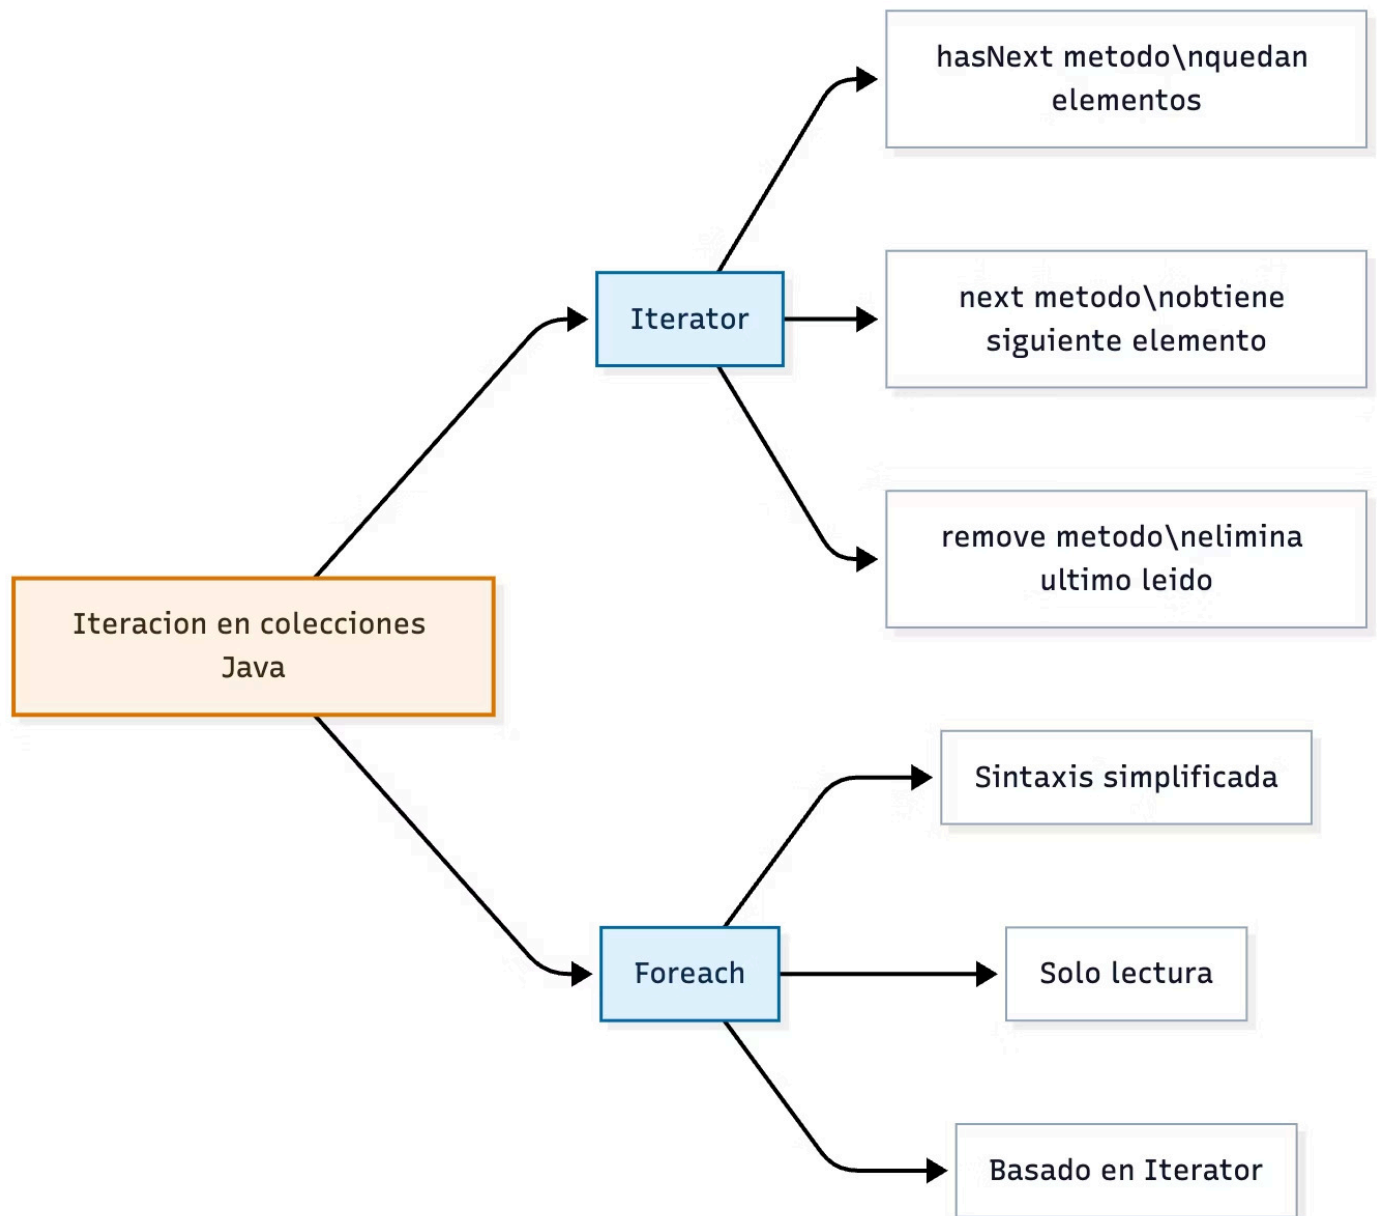 hasNext metodo\nquedan
elementos
next metodo\nobtiene
siguiente elemento
Iterator
remove metodo\nelimina
ultimo leido
Iteracion en colecciones
Java
Sintaxis simplificada
Foreach
Solo lectura
Basado en Iterator